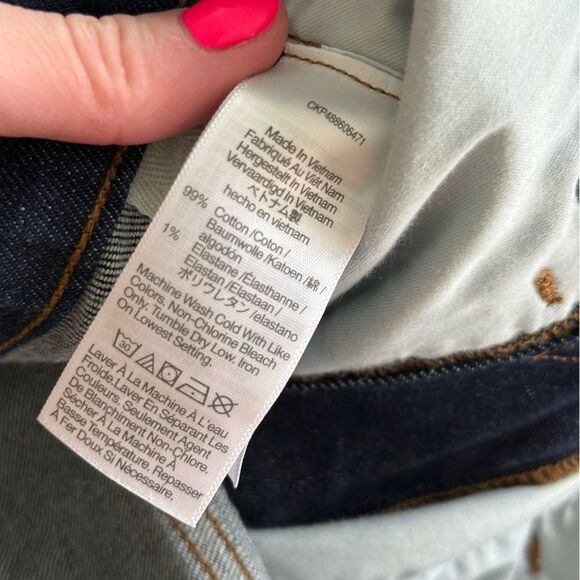 CKP488606471
Made In Vietnam
Fabriqué Au Viêt Nam
Hergestellt In Vietnam
Vervaardigd In Vietnam
ベトナム製
hecho en vietnam
99% Cotton/Coton/
Baumwolle/Katoen/綿/
algodón
1% Elastane/Élasthanne/
Elastan/Elastaan/
ポリウレタン/elastano
Machine Wash Cold With Like
Colors. Non-Chlorine Bleach
Only. Tumble Dry Low. Iron
On Lowest Setting.
30
Laver À La Machine À L'eau
Froide Laver En Séparant Les
Couleurs. Seulement Agent
De Blanchiment Non-Chlore.
Sécher À La Machine À
Basse Température. Repasser
À Fer Doux Si Nécessaire.